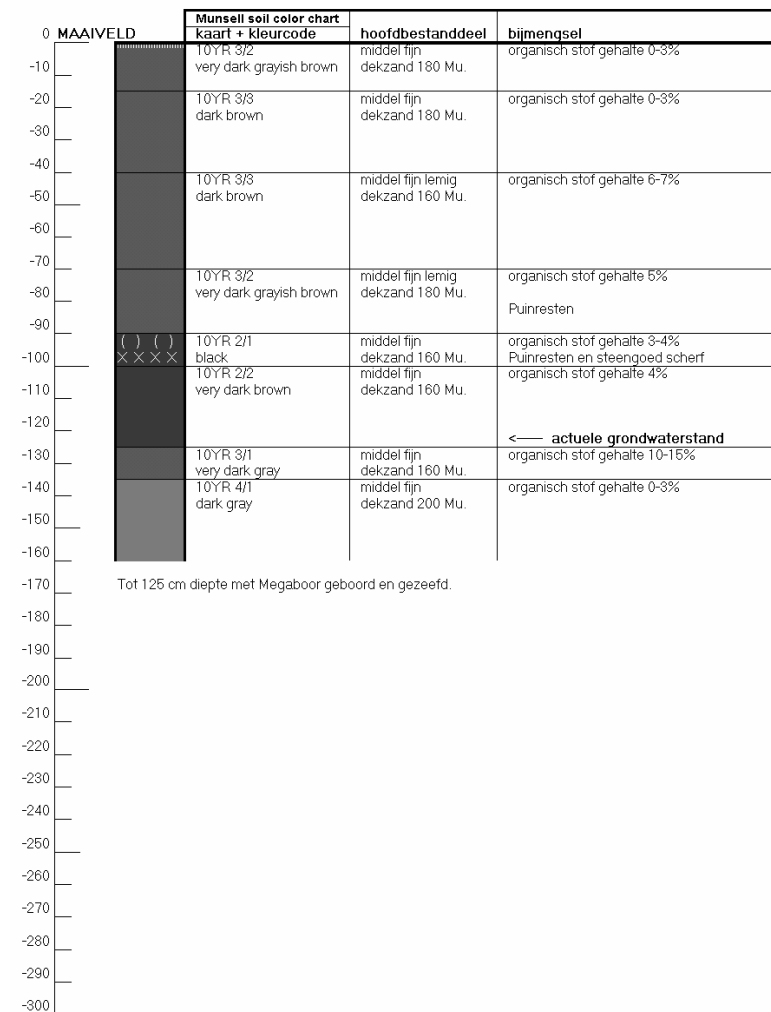 Munsell soil color chart
0 MAAIVELD kaart + kleurcode hoofdbestanddeel bijmengsel
10YR 3/2 middel fijn organisch stof gehalte 0-3%
-10 very dark grayish brown dekzand 180 Mu.
-20 10YR 3/3 middel fijn organisch stof gehalte 0-3%
dark brown dekzand 180 Mu.
-30
-40
10YR 3/3 middel fijn lemig organisch stof gehalte 6-7%
-50 dark brown dekzand 160 Mu.
-60
-70
10YR 3/2 middel fijn lemig organisch stof gehalte 5%
-80 very dark grayish brown dekzand 180 Mu.
Puinresten
-90
( ) ( ) 10YR 2/1 middel fijn organisch stof gehalte 3-4%
-100 X X X X black dekzand 160 Mu. Puinresten en steengoed scherf
10YR 2/2 middel fijn organisch stof gehalte 4%
-110 very dark brown dekzand 160 Mu.
-120
<—— actuele grondwaterstand
-130 10YR 3/1 middel fijn organisch stof gehalte 10-15%
very dark gray dekzand 160 Mu.
-140 10YR 4/1 middel fijn organisch stof gehalte 0-3%
dark gray dekzand 200 Mu.
-150
-160
-170 Tot 125 cm diepte met Megaboor geboord en gezeefd.
-180
-190
-200
-210
-220
-230
-240
-250
-260
-270
-280
-290
-300